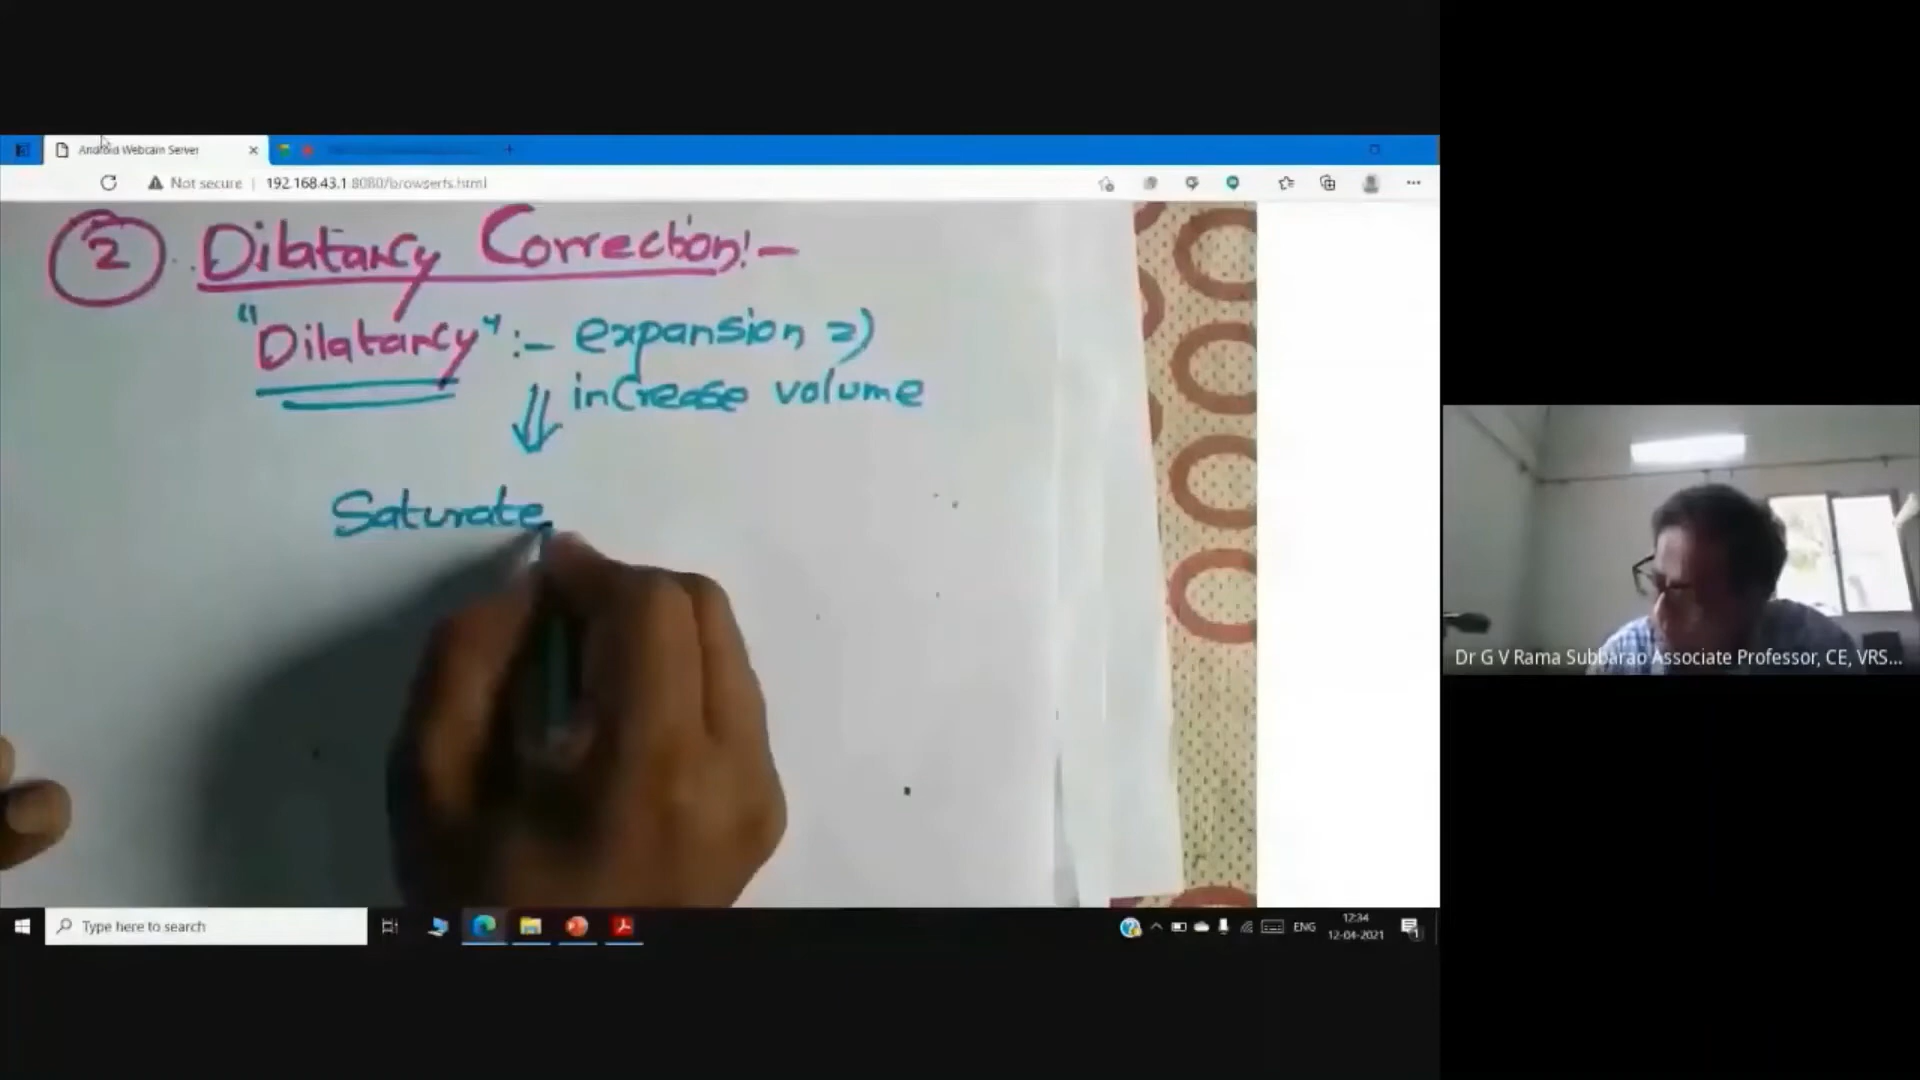 Android Webcam Server
Not secure | 192.168.43.1:8080/browserfs.html
2 Dilatancy Correction:-
"Dilatancy" :- expansion =)
increase volume
Saturate
Dr G V Rama Subbarao Associate Professor, CE, VRS...
Type here to search
ENG
12:34
12-04-2021
1